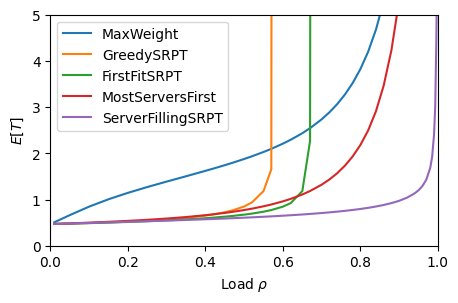 5
4
3
2
1
0
E[T]
MaxWeight
GreedySRPT
FirstFitSRPT
MostServersFirst
ServerFillingSRPT
0.0 0.2 0.4 0.6 0.8 1.0
Load ρ